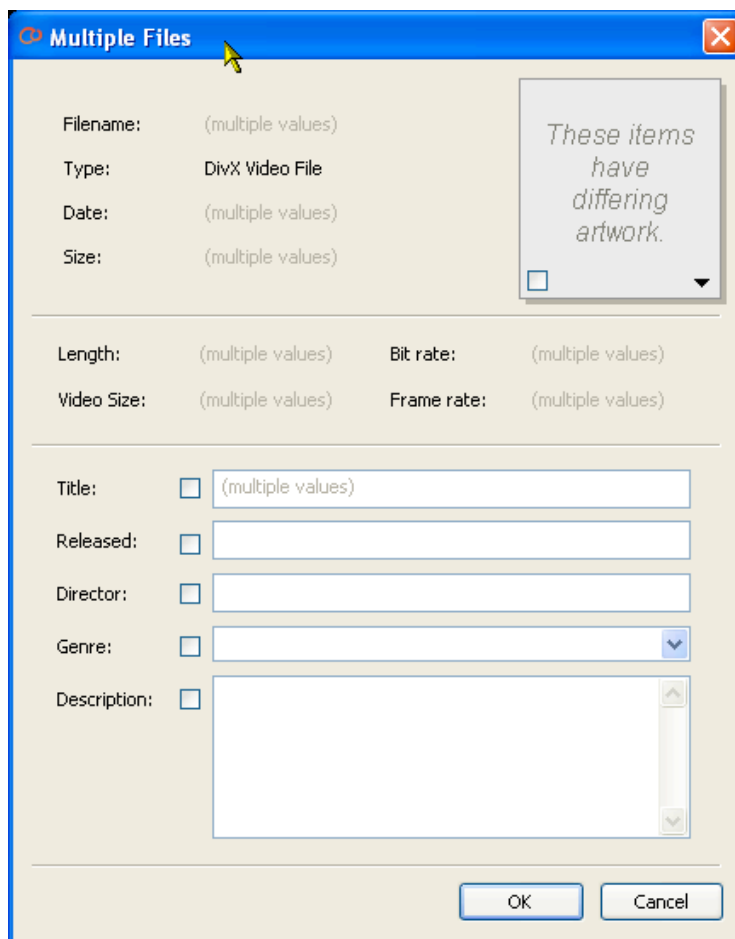 Multiple Files
Filename: (multiple values)
Type: DivX Video File
Date: (multiple values)
Size: (multiple values)
These items
have
differing
artwork.
Length: (multiple values) Bit rate: (multiple values)
Video Size: (multiple values) Frame rate: (multiple values)
Title: (multiple values)
Released:
Director:
Genre:
Description:
OK Cancel